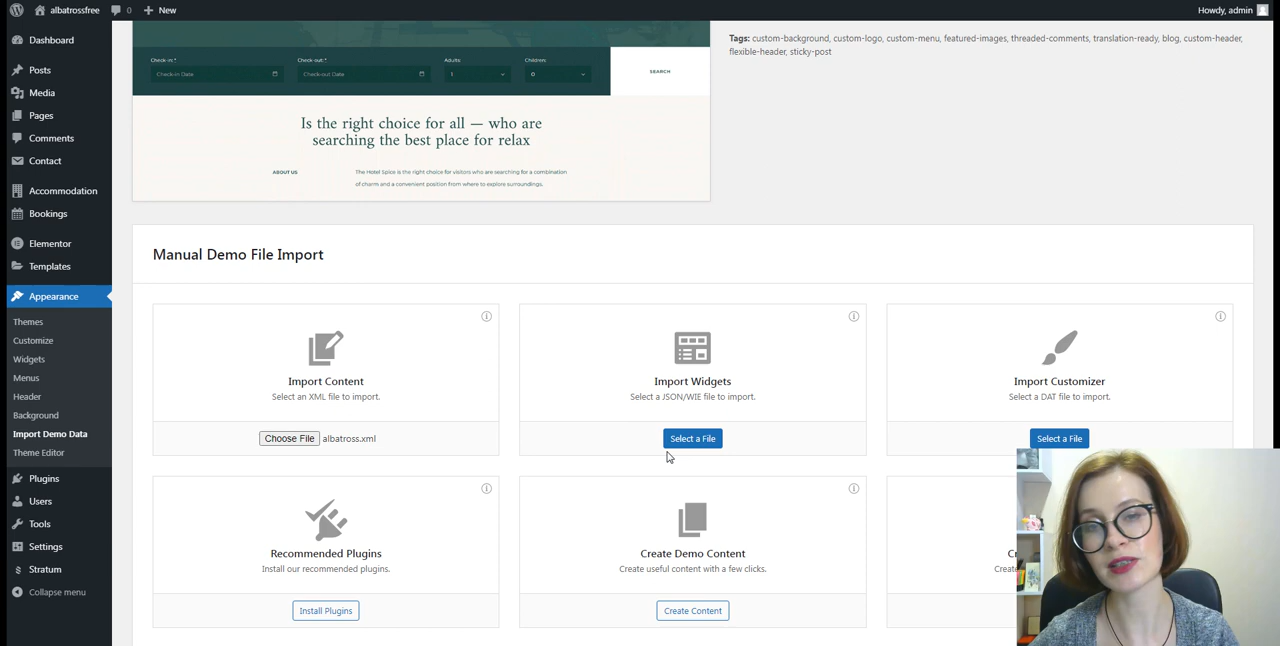 albatrossfree
0
New
Howdy, admin
Dashboard
Posts
Media
Pages
Comments
Contact
Accommodation
Bookings
Elementor
Templates
Appearance
Themes
Customize
Widgets
Menus
Header
Background
Import Demo Data
Theme Editor
Plugins
Users
Tools
Settings
Stratum
Collapse menu
Check-in:*
Check-out:*
Adults:
Children:
Check-in Date
Check-out Date
1
0
SEARCH
Is the right choice for all — who are
searching the best place for relax
ABOUT US
The Hotel Spice is the right choice for visitors who are searching for a combination
of charm and a convenient position from where to explore surroundings.
Tags: custom-background, custom-logo, custom-menu, featured-images, threaded-comments, translation-ready, blog, custom-header,
flexible-header, sticky-post
Manual Demo File Import
Import Content
Select an XML file to import.
Choose File albatross.xml
Import Widgets
Select a JSON/WIE file to import.
Select a File
Import Customizer
Select a DAT file to import.
Select a File
Recommended Plugins
Install our recommended plugins.
Install Plugins
Create Demo Content
Create useful content with a few clicks.
Create Content